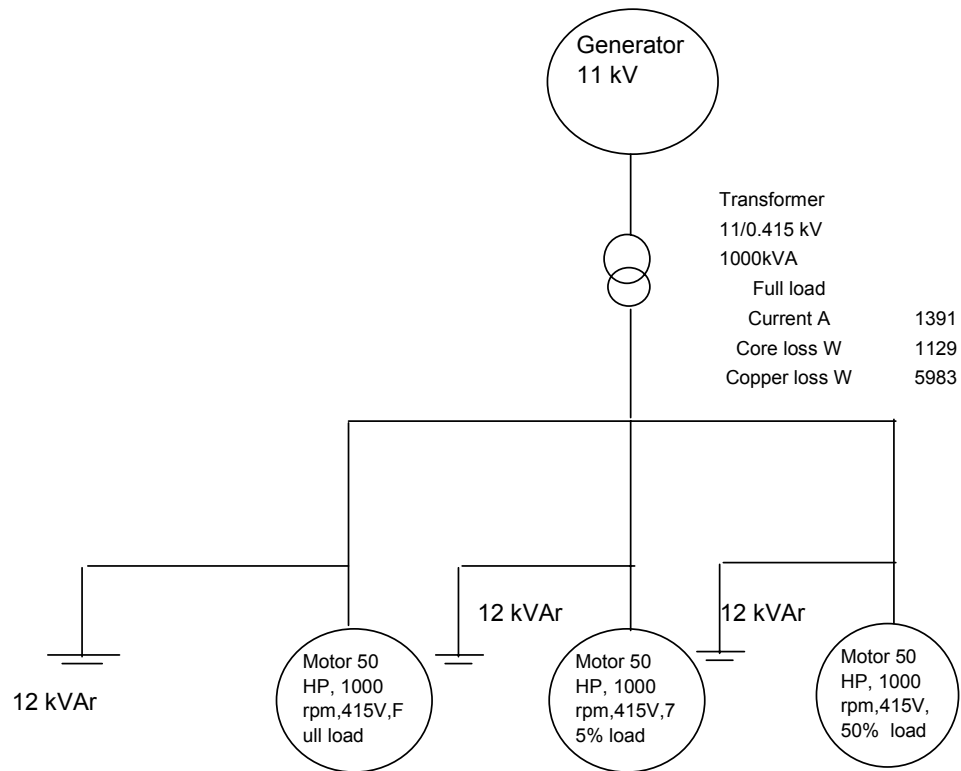 Generator
11 kV
Transformer
11/0.415 kV
1000kVA
Full load
Current A 1391
Core loss W 1129
Copper loss W 5983
12 kVAr
12 kVAr
12 kVAr
Motor 50
HP, 1000
rpm,415V,F
ull load
Motor 50
HP, 1000
rpm,415V,7
5% load
Motor 50
HP, 1000
rpm,415V,
50% load